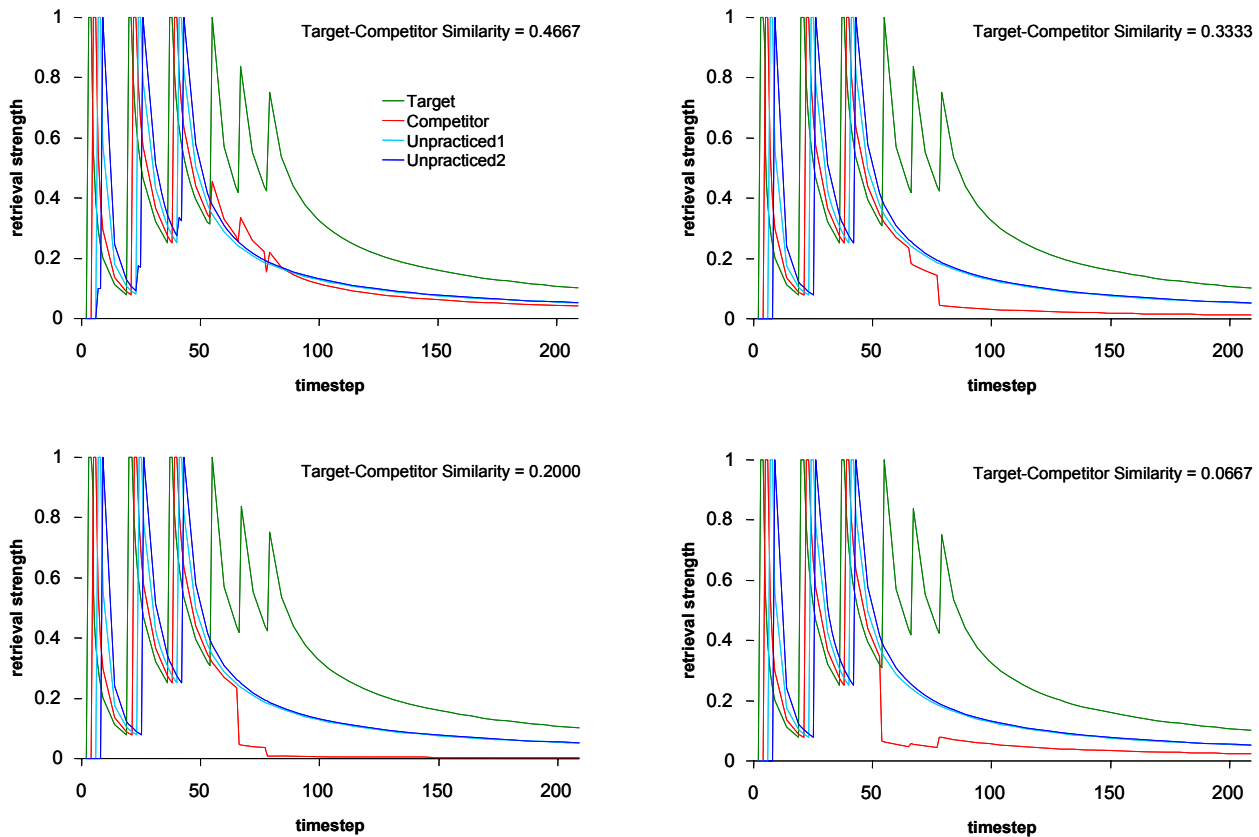 Target-Competitor Similarity = 0.4667
1
0.8
0.6
0.4
0.2
0
retrieval strength
Target
Competitor
Unpracticed1
Unpracticed2
0
50
100
150
200
timestep
Target-Competitor Similarity = 0.3333
1
0.8
0.6
0.4
0.2
0
retrieval strength
0
50
100
150
200
timestep
Target-Competitor Similarity = 0.2000
1
0.8
0.6
0.4
0.2
0
retrieval strength
0
50
100
150
200
timestep
Target-Competitor Similarity = 0.0667
1
0.8
0.6
0.4
0.2
0
retrieval strength
0
50
100
150
200
timestep